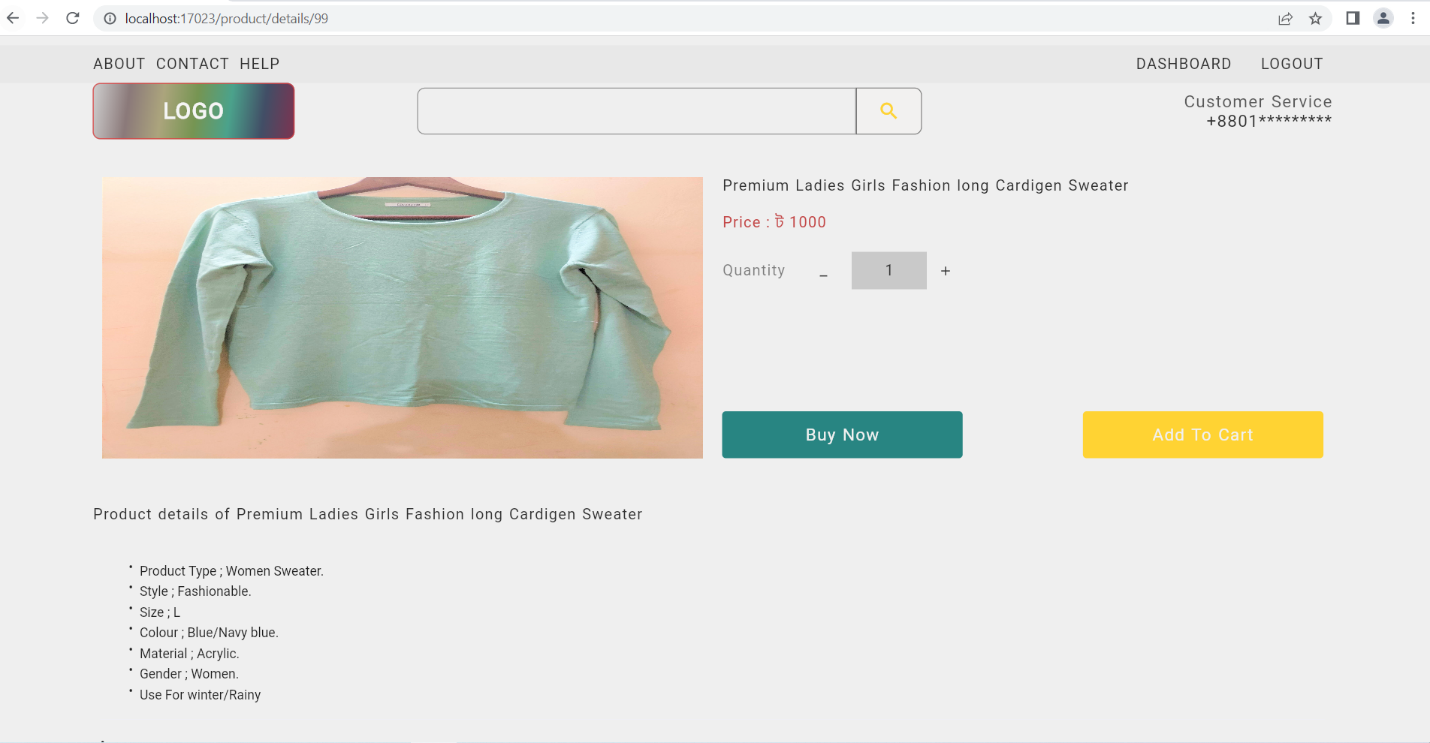 localhost:17023/product/details/99
ABOUT CONTACT HELP
DASHBOARD LOGOUT
LOGO
Customer Service
+8801*********
Premium Ladies Girls Fashion long Cardigen Sweater
Price : ট 1000
Quantity _ 1 +
Buy Now
Add To Cart
Product details of Premium Ladies Girls Fashion long Cardigen Sweater
• Product Type ; Women Sweater.
• Style ; Fashionable.
• Size ; L
• Colour ; Blue/Navy blue.
• Material ; Acrylic.
• Gender ; Women.
• Use For winter/Rainy